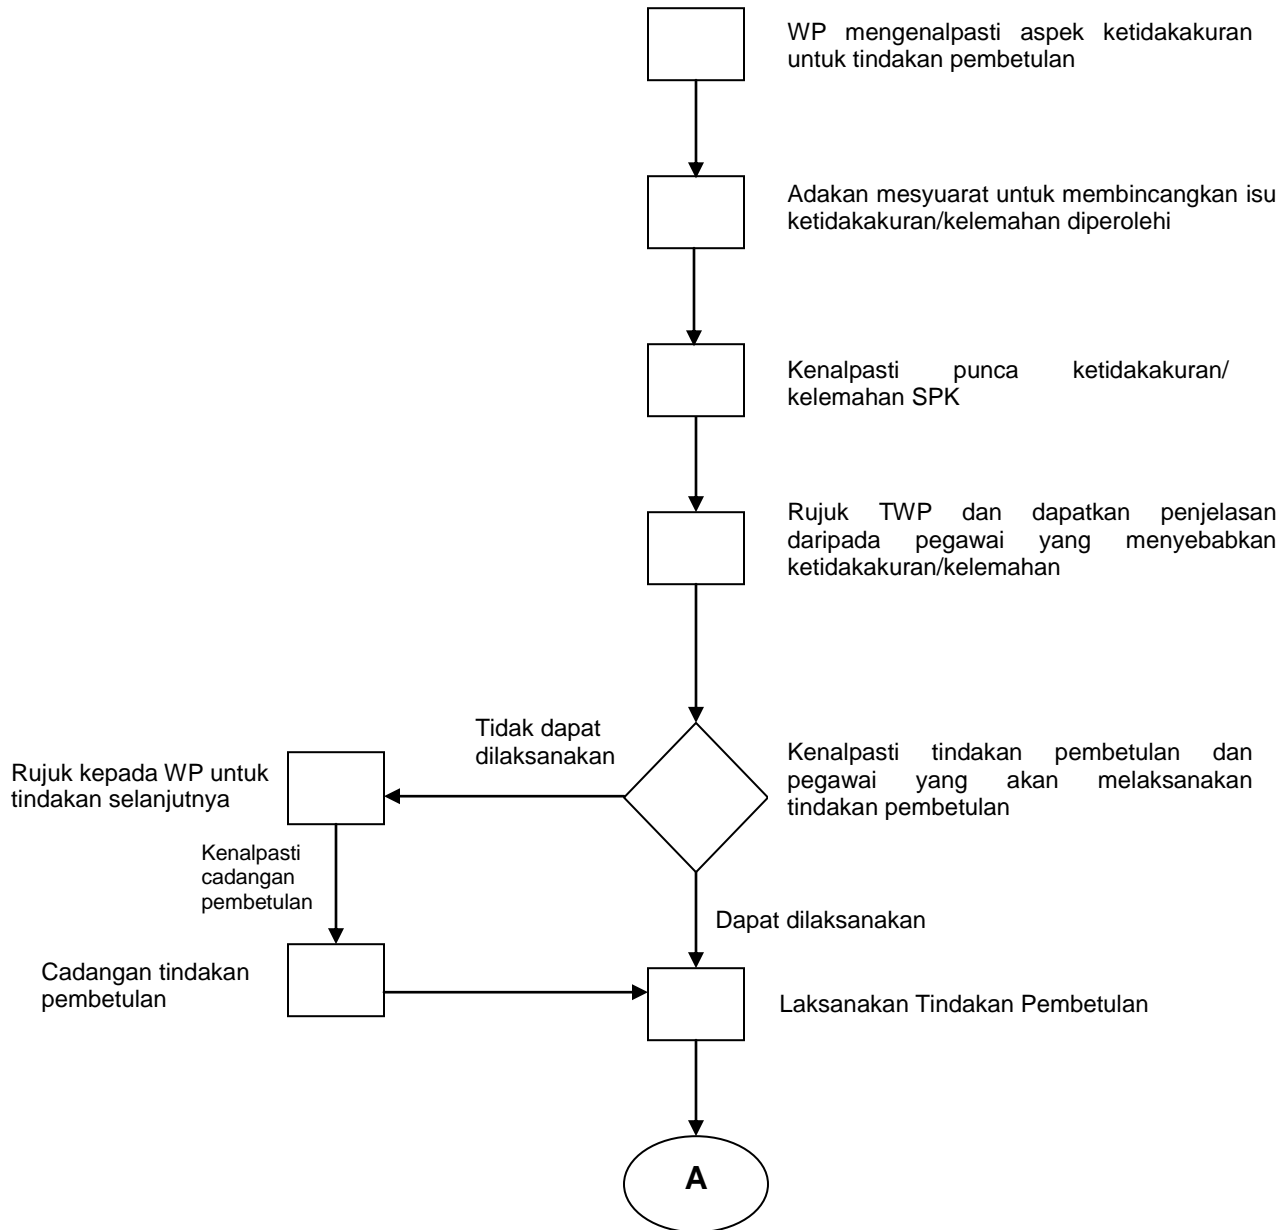 WP mengenalpasti aspek ketidakakuran
untuk tindakan pembetulan
Adakan mesyuarat untuk membincangkan isu
ketidakakuran/kelemahan diperolehi
Kenalpasti punca ketidakakuran/
kelemahan SPK
Rujuk TWP dan dapatkan penjelasan
daripada pegawai yang menyebabkan
ketidakakuran/kelemahan
Tidak dapat
dilaksanakan
Kenalpasti tindakan pembetulan dan
pegawai yang akan melaksanakan
tindakan pembetulan
Rujuk kepada WP untuk
tindakan selanjutnya
Kenalpasti
cadangan
pembetulan
Dapat dilaksanakan
Cadangan tindakan
pembetulan
Laksanakan Tindakan Pembetulan
A